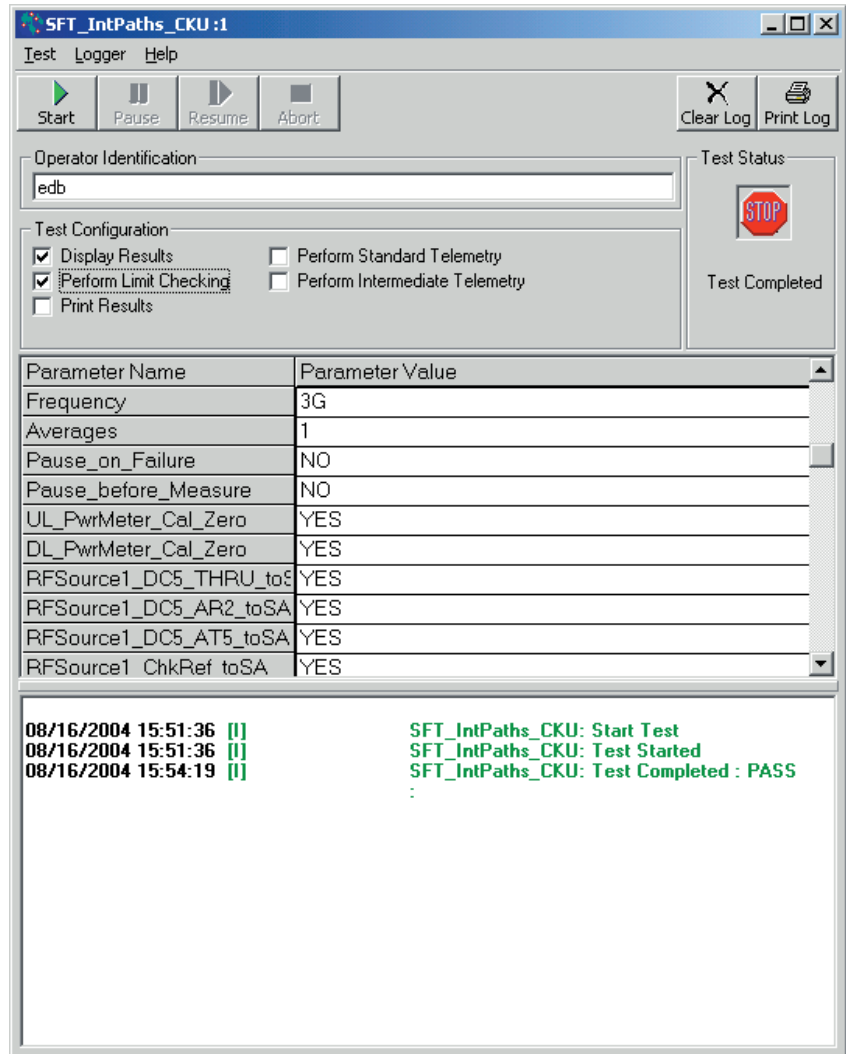 SFT_IntPaths_CKU :1
Test Logger Help
Start Pause Resume Abort Clear Log Print Log
Operator Identification
edb
Test Status
STOP
Test Completed
Test Configuration
Display Results Perform Standard Telemetry
Perform Limit Checking Perform Intermediate Telemetry
Print Results
Parameter Name Parameter Value
Frequency 3G
Averages 1
Pause_on_Failure NO
Pause_before_Measure NO
UL_PwrMeter_Cal_Zero YES
DL_PwrMeter_Cal_Zero YES
RFSource1_DC5_THRU_toS YES
RFSource1_DC5_AR2_toSA YES
RFSource1_DC5_AT5_toSA YES
RFSource1_ChkRef_toSA YES
08/16/2004 15:51:36 [I] SFT_IntPaths_CKU: Start Test
08/16/2004 15:51:36 [I] SFT_IntPaths_CKU: Test Started
08/16/2004 15:54:19 [I] SFT_IntPaths_CKU: Test Completed : PASS
: